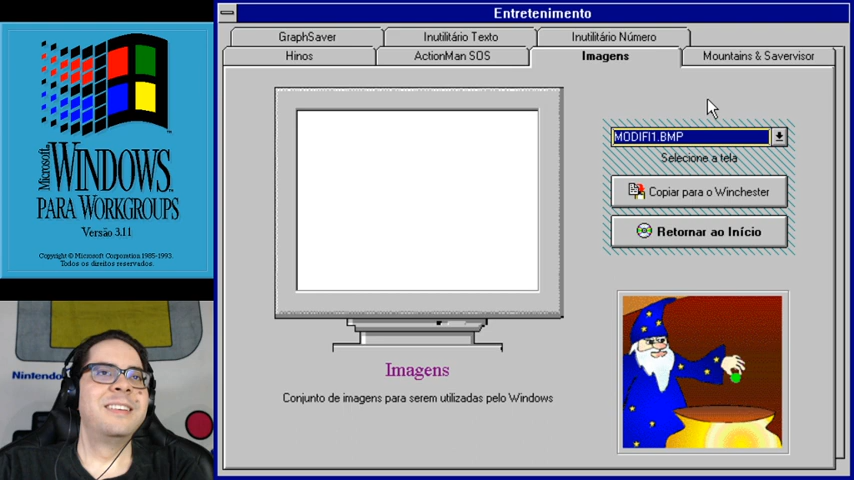 Microsoft
WINDOWS
PARA WORKGROUPS
Versão 3.11
Copyright © Microsoft Corporation 1985-1993.
Todos os direitos reservados.
Nintendo
Entretenimento
GraphSaver
Inutilitário Texto
Inutilitário Número
Hinos
ActionMan SOS
Imagens
Mountains & Savervisor
MODIFI1.BMP
Selecione a tela
Copiar para o Winchester
Retornar ao Início
Imagens
Conjunto de imagens para serem utilizadas pelo Windows